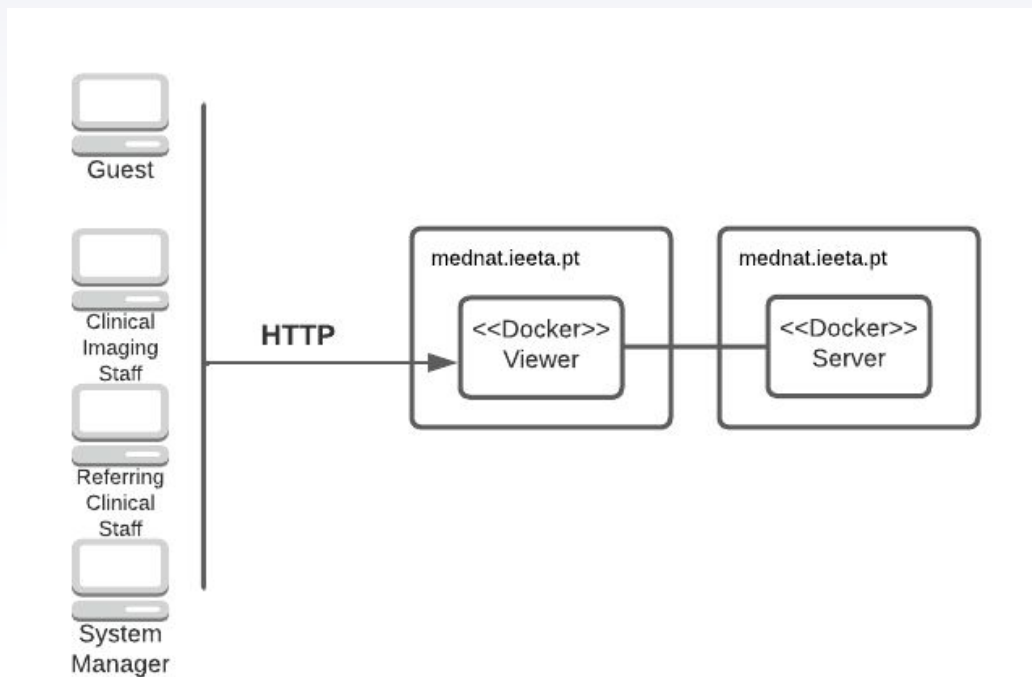 Guest
Clinical
Imaging
Staff
Referring
Clinical
Staff
System
Manager
HTTP
mednat.ieeta.pt
<<Docker>>
Viewer
mednat.ieeta.pt
<<Docker>>
Server